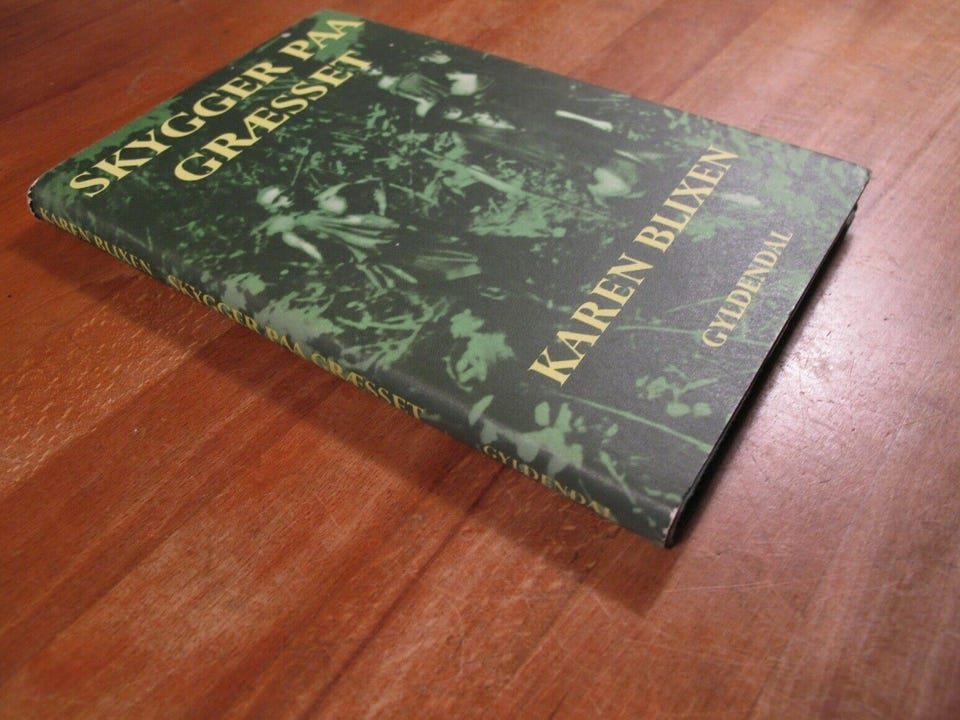 SKYGGER PAA
GRÆSSET
KAREN BLIXEN
GYLDENDAL
KAREN BLIXEN SKYGGER PAA GRÆSSET GYLDENDAL